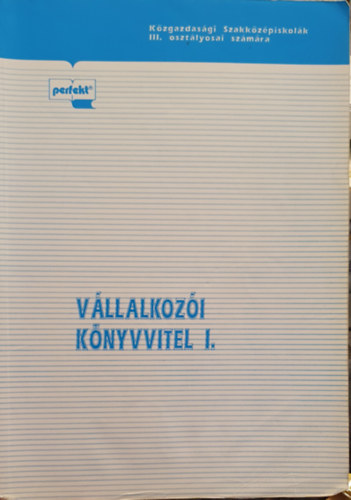 Közgazdasági Szakközépiskolák
III. osztályosai számára
perfekt®
VÁLLALKOZÓI
KÖNYVVITEL I.